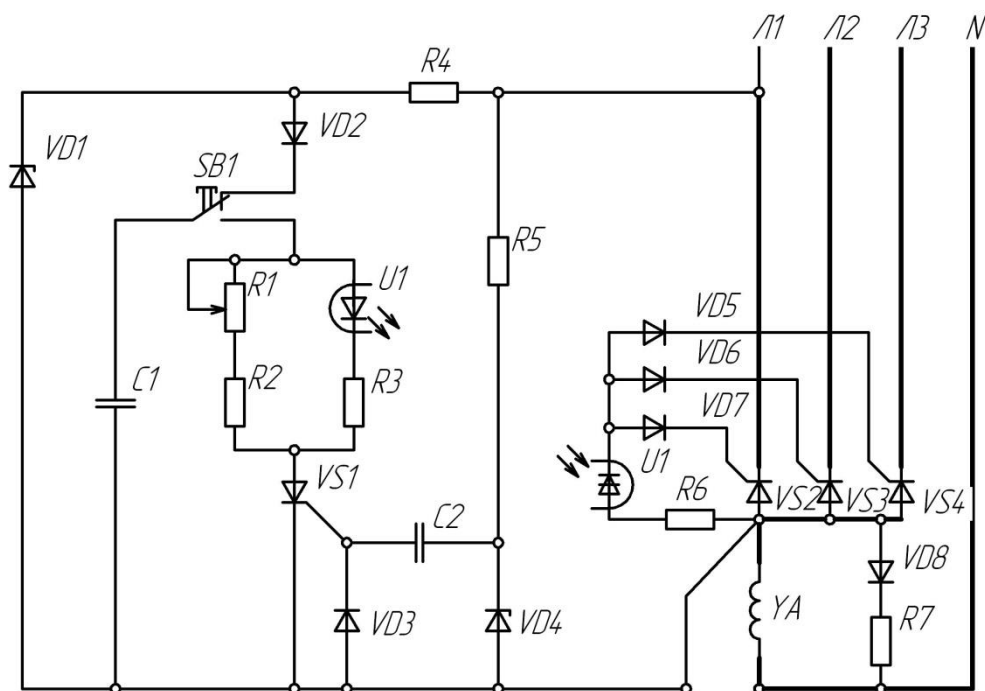 Л1 Л2 Л3 N
R4
VD2
VD1
SB1
R5
R1
U1
VD5
VD6
C1
R2
R3
VD7
U1
VS1
R6
VS2
VS3
VS4
C2
VD8
VD3
VD4
YA
R7